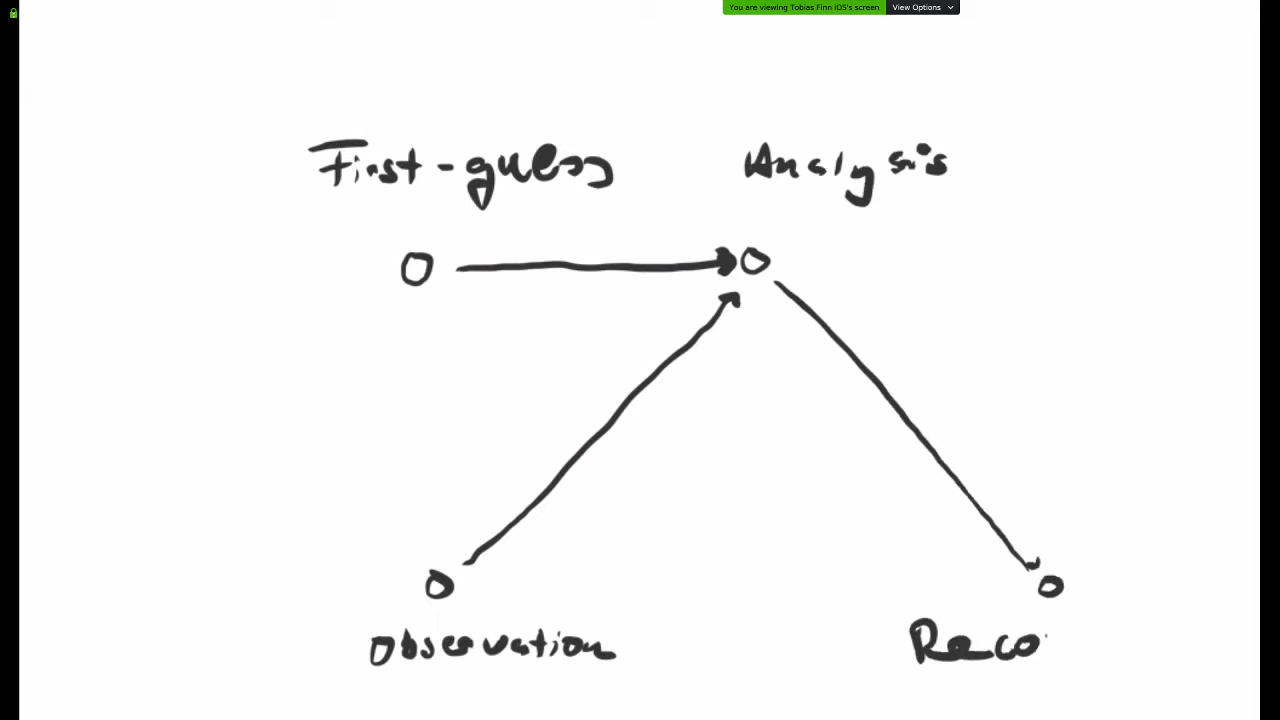 You are viewing Tobias Finn iOS's screen View Options
First-guess Analysis
Observation Reco